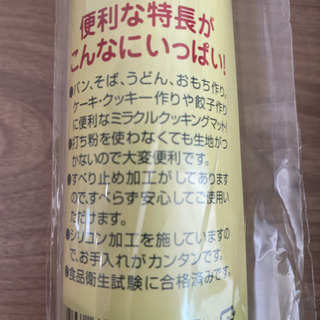 便利な特長が
こんなにいっぱい!
●パン、そば、うどん、おもち作り。
ケーキ・クッキー作りや餃子作り
に便利なミラクルクッキングマット!
●打ち粉を使わなくても生地がつ
かないので大変便利です。
●すべり止め加工がしてあります
ので、すべらず安心してご使用い
ただけます。
●シリコン加工を施していますの
で、お手入れがカンタンです。
●食品衛生試験に合格済みです。